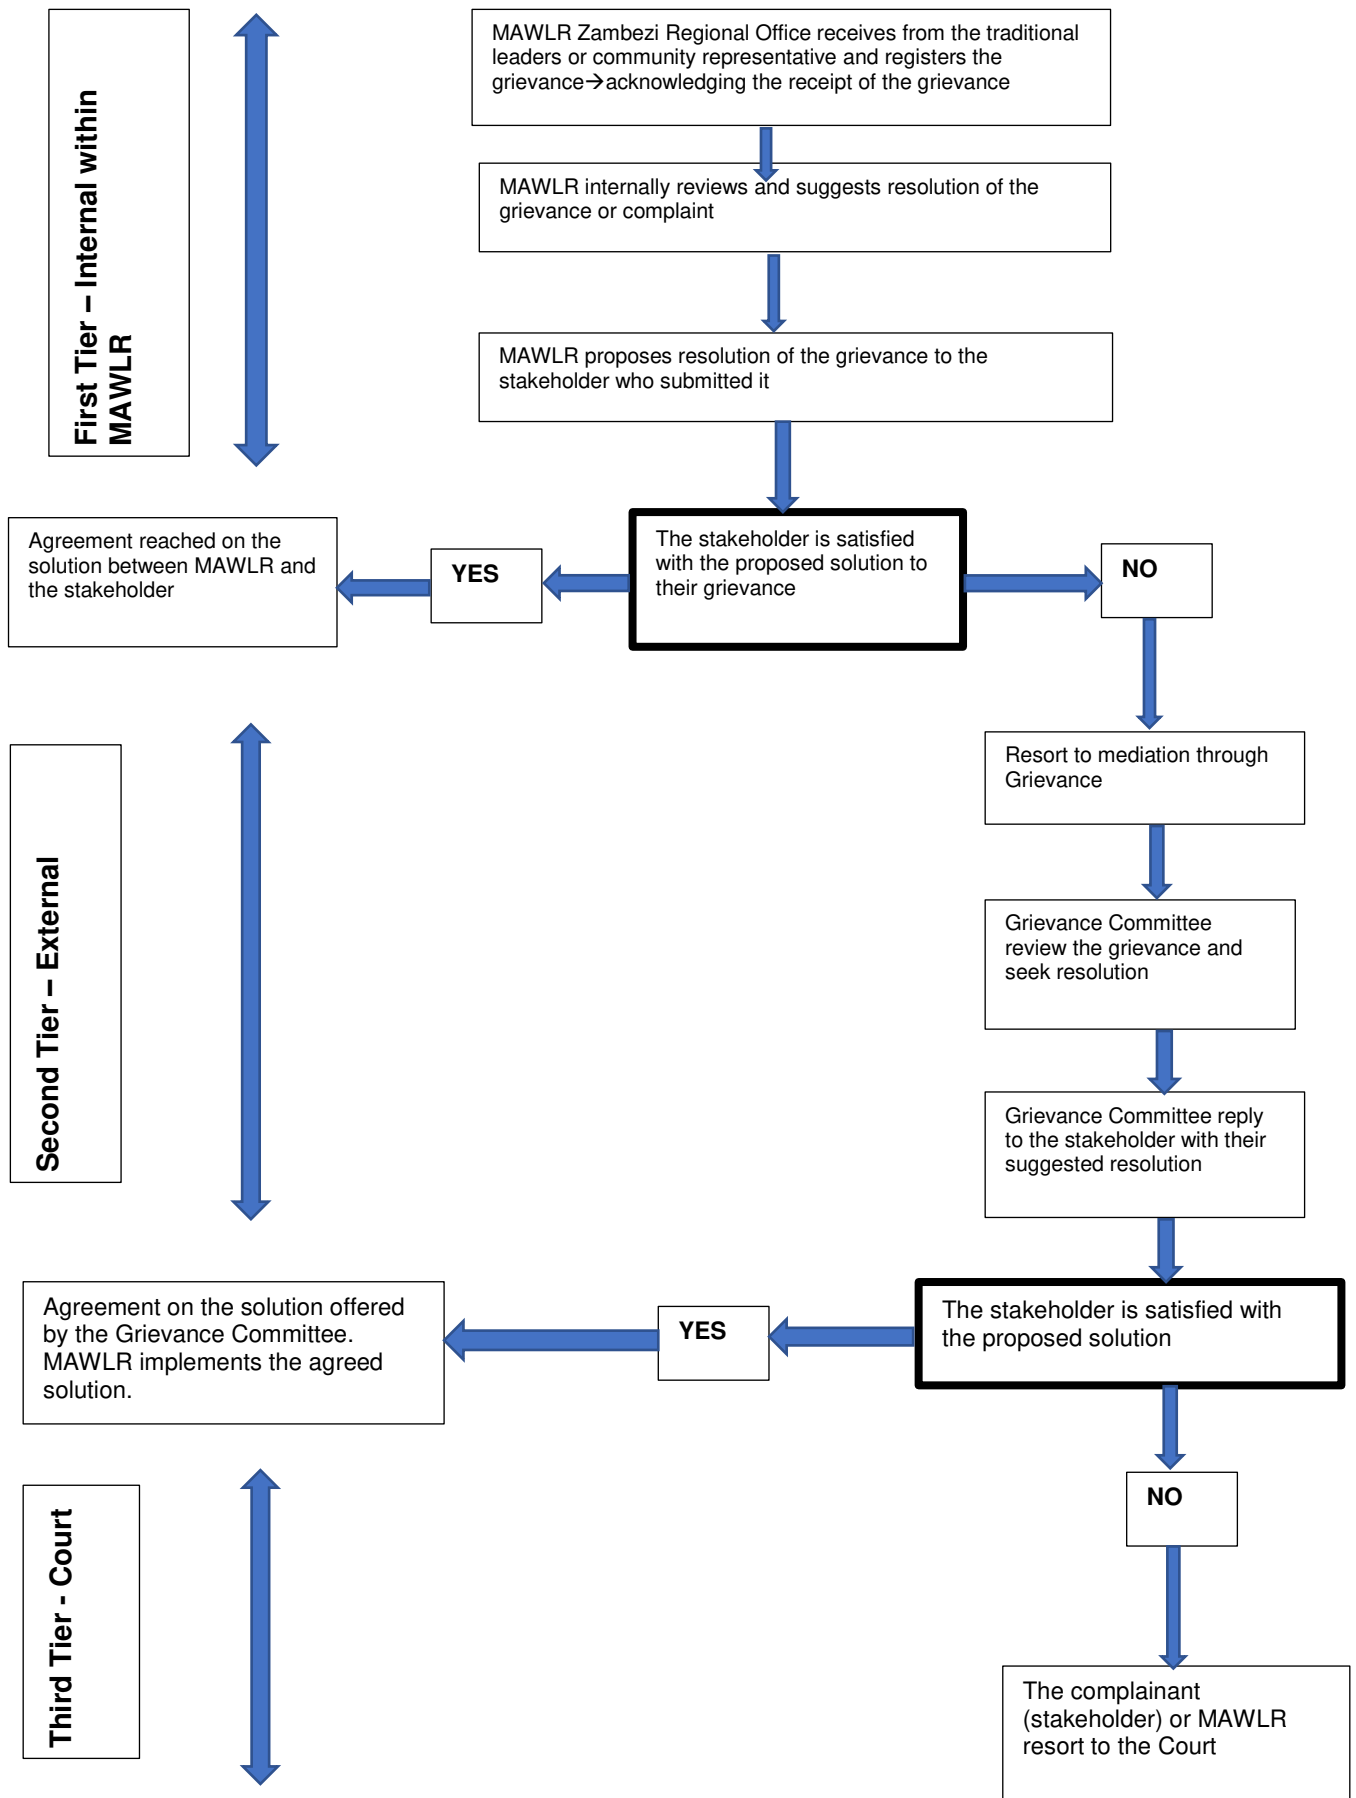 First Tier – Internal within
MAWLR
MAWLR Zambezi Regional Office receives from the traditional
leaders or community representative and registers the
grievance→acknowledging the receipt of the grievance
MAWLR internally reviews and suggests resolution of the
grievance or complaint
MAWLR proposes resolution of the grievance to the
stakeholder who submitted it
Agreement reached on the
solution between MAWLR and
the stakeholder
YES
The stakeholder is satisfied
with the proposed solution to
their grievance
NO
Second Tier – External
Resort to mediation through
Grievance
Grievance Committee
review the grievance and
seek resolution
Grievance Committee reply
to the stakeholder with their
suggested resolution
Agreement on the solution offered
by the Grievance Committee.
MAWLR implements the agreed
solution.
YES
The stakeholder is satisfied with
the proposed solution
Third Tier - Court
NO
The complainant
(stakeholder) or MAWLR
resort to the Court